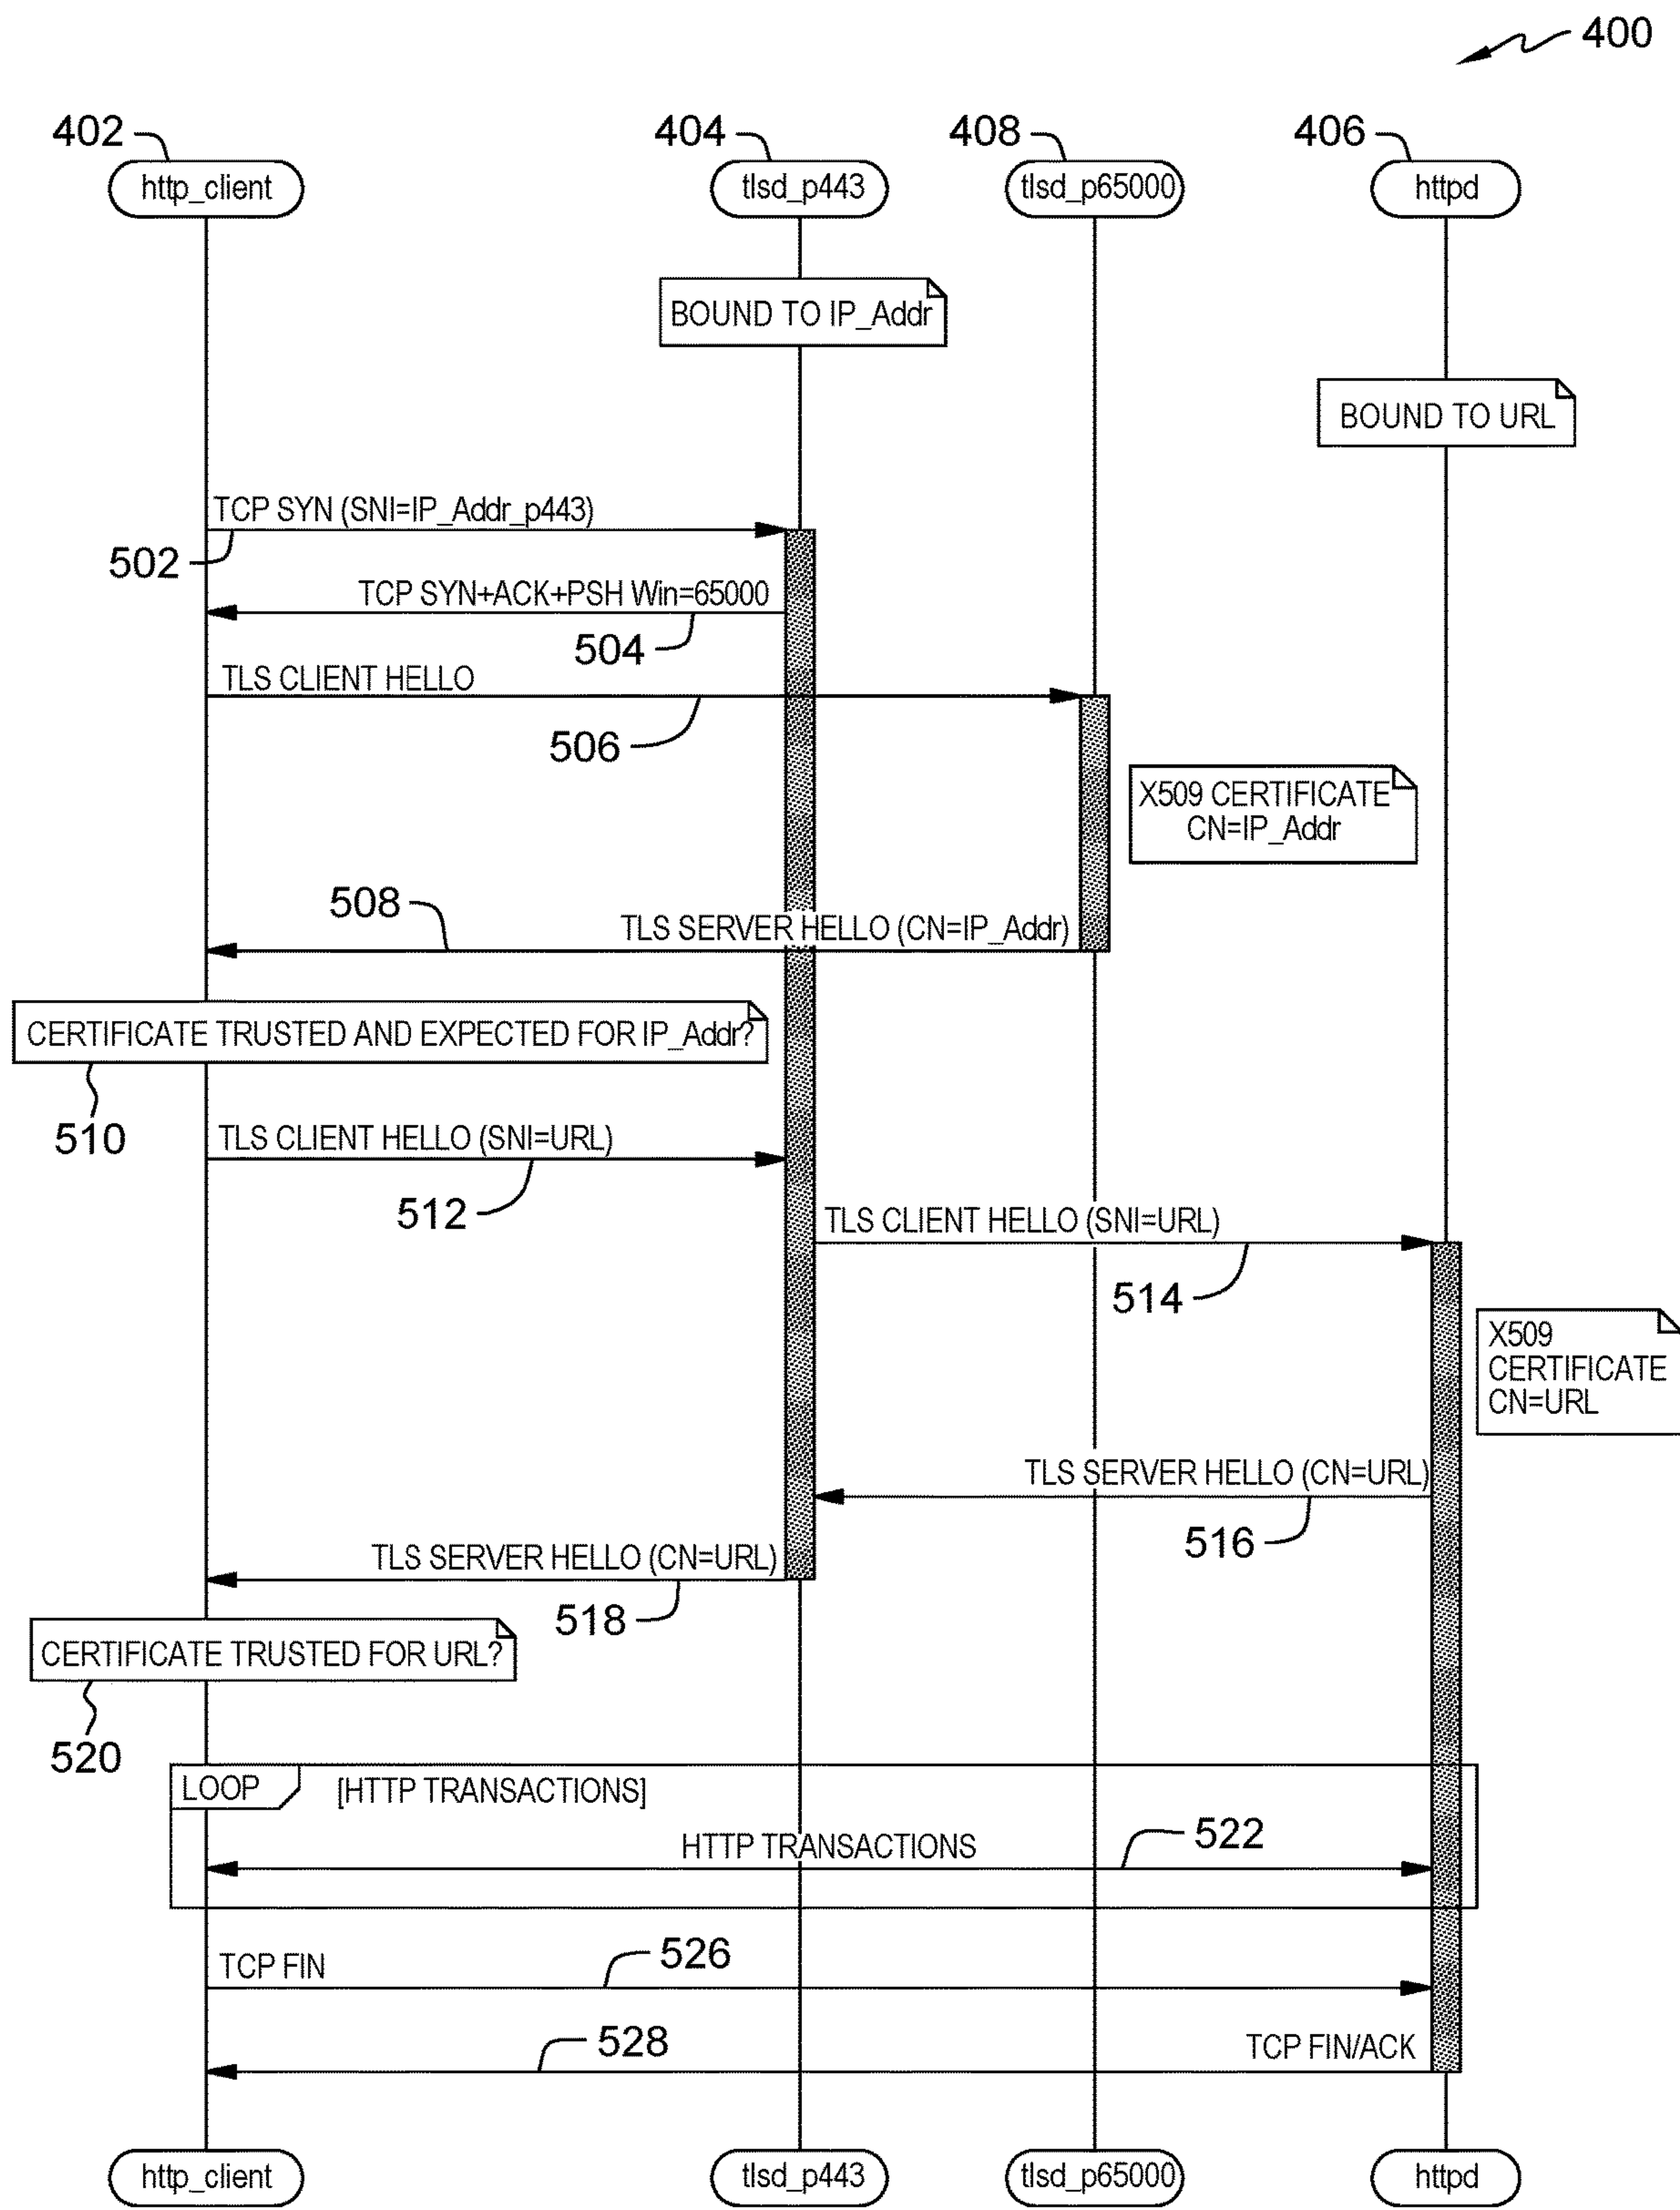 400
402
404
408
406
http_client
tlsd_p443
tlsd_p65000
httpd
BOUND TO IP_Addr
BOUND TO URL
TCP SYN (SNI=IP_Addr_p443)
502
TCP SYN+ACK+PSH Win=65000
504
TLS CLIENT HELLO
506
X509 CERTIFICATE
CN=IP_Addr
508
TLS SERVER HELLO (CN=IP_Addr)
CERTIFICATE TRUSTED AND EXPECTED FOR IP_Addr?
510
TLS CLIENT HELLO (SNI=URL)
512
TLS CLIENT HELLO (SNI=URL)
514
X509
CERTIFICATE
CN=URL
TLS SERVER HELLO (CN=URL)
516
TLS SERVER HELLO (CN=URL)
518
CERTIFICATE TRUSTED FOR URL?
520
LOOP
[HTTP TRANSACTIONS]
HTTP TRANSACTIONS
522
TCP FIN
526
528
TCP FIN/ACK
http_client
tlsd_p443
tlsd_p65000
httpd